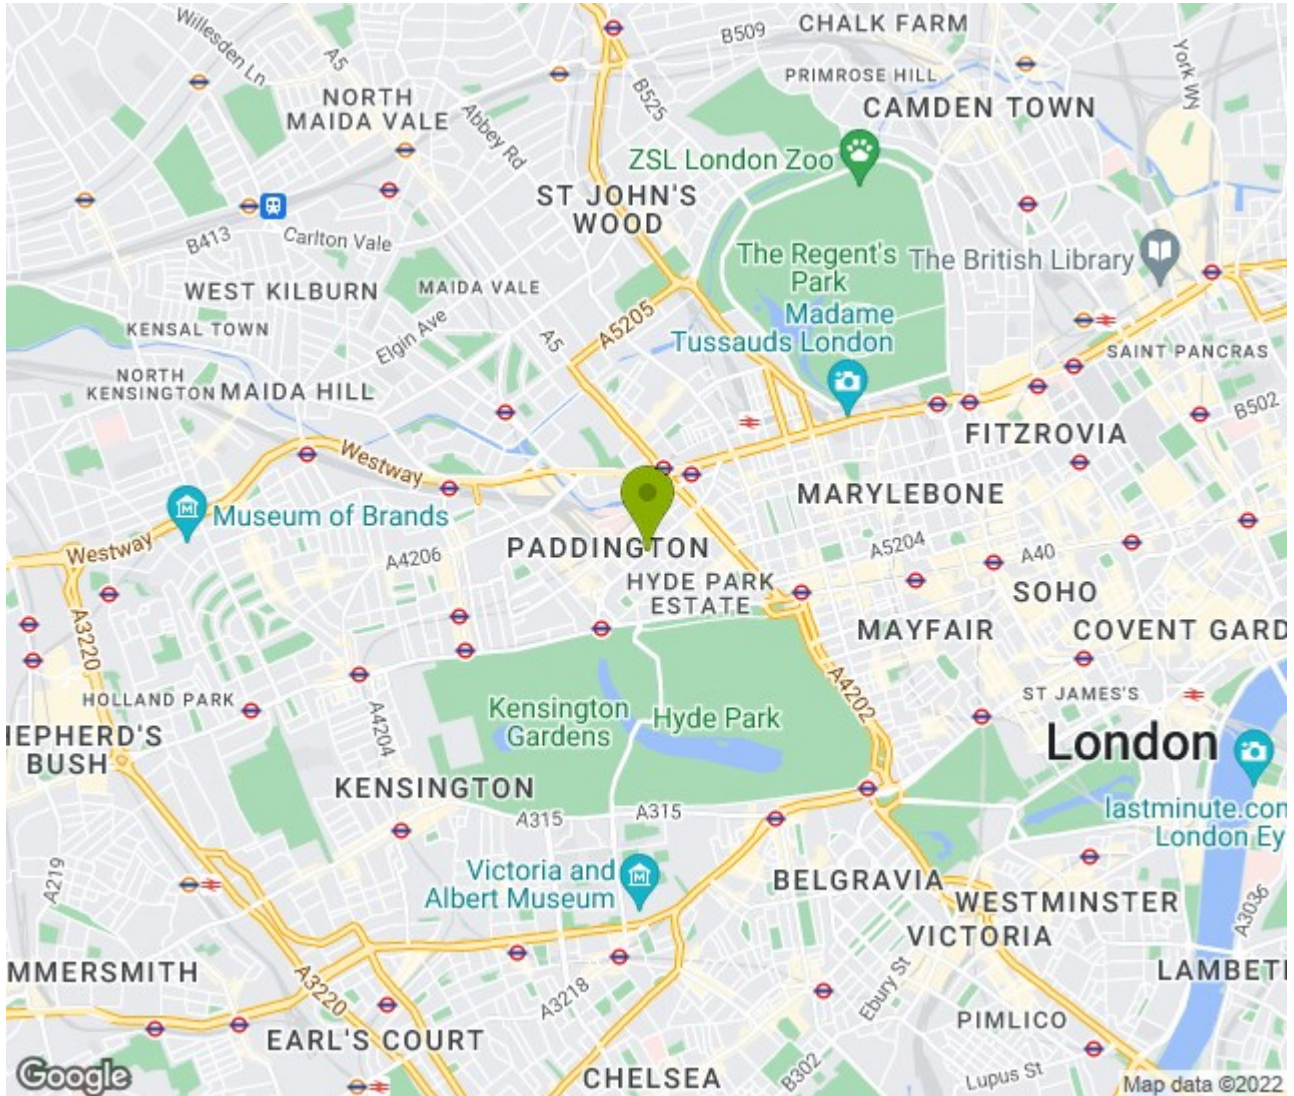 CHALK FARM
Willesden Ln
A5
B509
PRIMROSE HILL
York Wy
NORTH
MAIDA VALE
B525
CAMDEN TOWN
Abbey Rd
ZSL London Zoo
ST JOHN'S
WOOD
B413
Carlton Vale
The Regent's
Park
The British Library
WEST KILBURN
MAIDA VALE
Madame
Tussauds London
KENSAL TOWN
Elgin Ave
A5
A5205
SAINT PANCRAS
NORTH
KENSINGTON
MAIDA HILL
B502
FITZROVIA
Westway
MARYLEBONE
Museum of Brands
Westway
A4206
PADDINGTON
A5204
A40
HYDE PARK
ESTATE
SOHO
A3220
MAYFAIR
COVENT GARD
HOLLAND PARK
A4204
Kensington
Gardens
Hyde Park
A4202
ST JAMES'S
HEPHERD'S
BUSH
London
KENSINGTON
A315
A315
lastminute.con
London Ey
A219
Victoria and
Albert Museum
BELGRAVIA
WESTMINSTER
A3036
VICTORIA
MMERSMITH
A3220
A3218
Ebury St
LAMBETI
EARL'S COURT
PIMLICO
CHELSEA
B302
Lupus St
Google
Map data ©2022